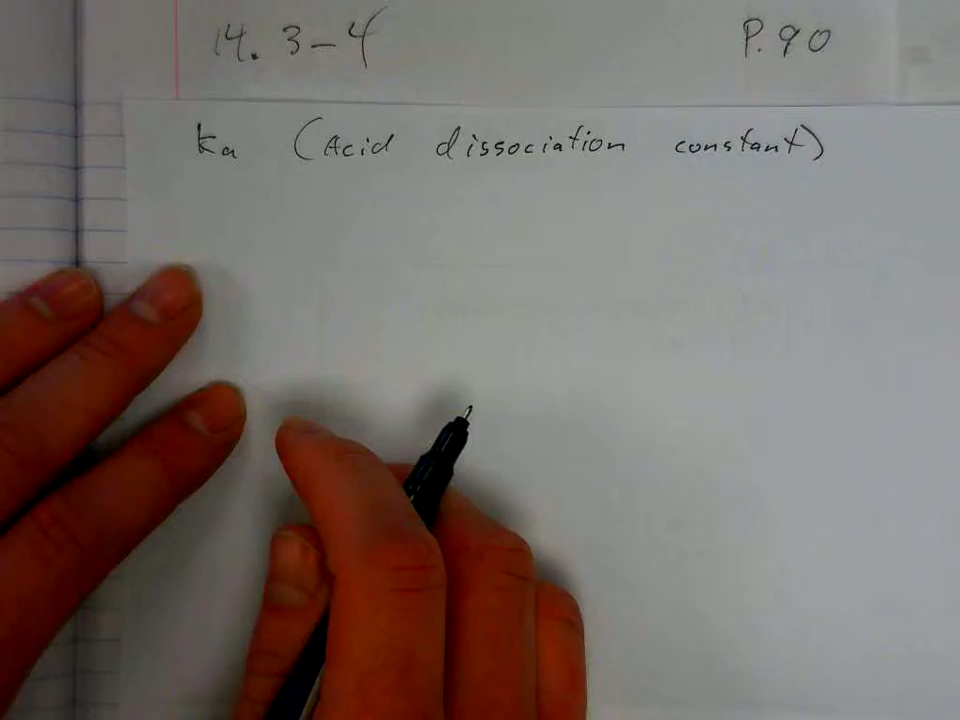 14. 3-4 P.90
Ka (Acid dissociation constant)